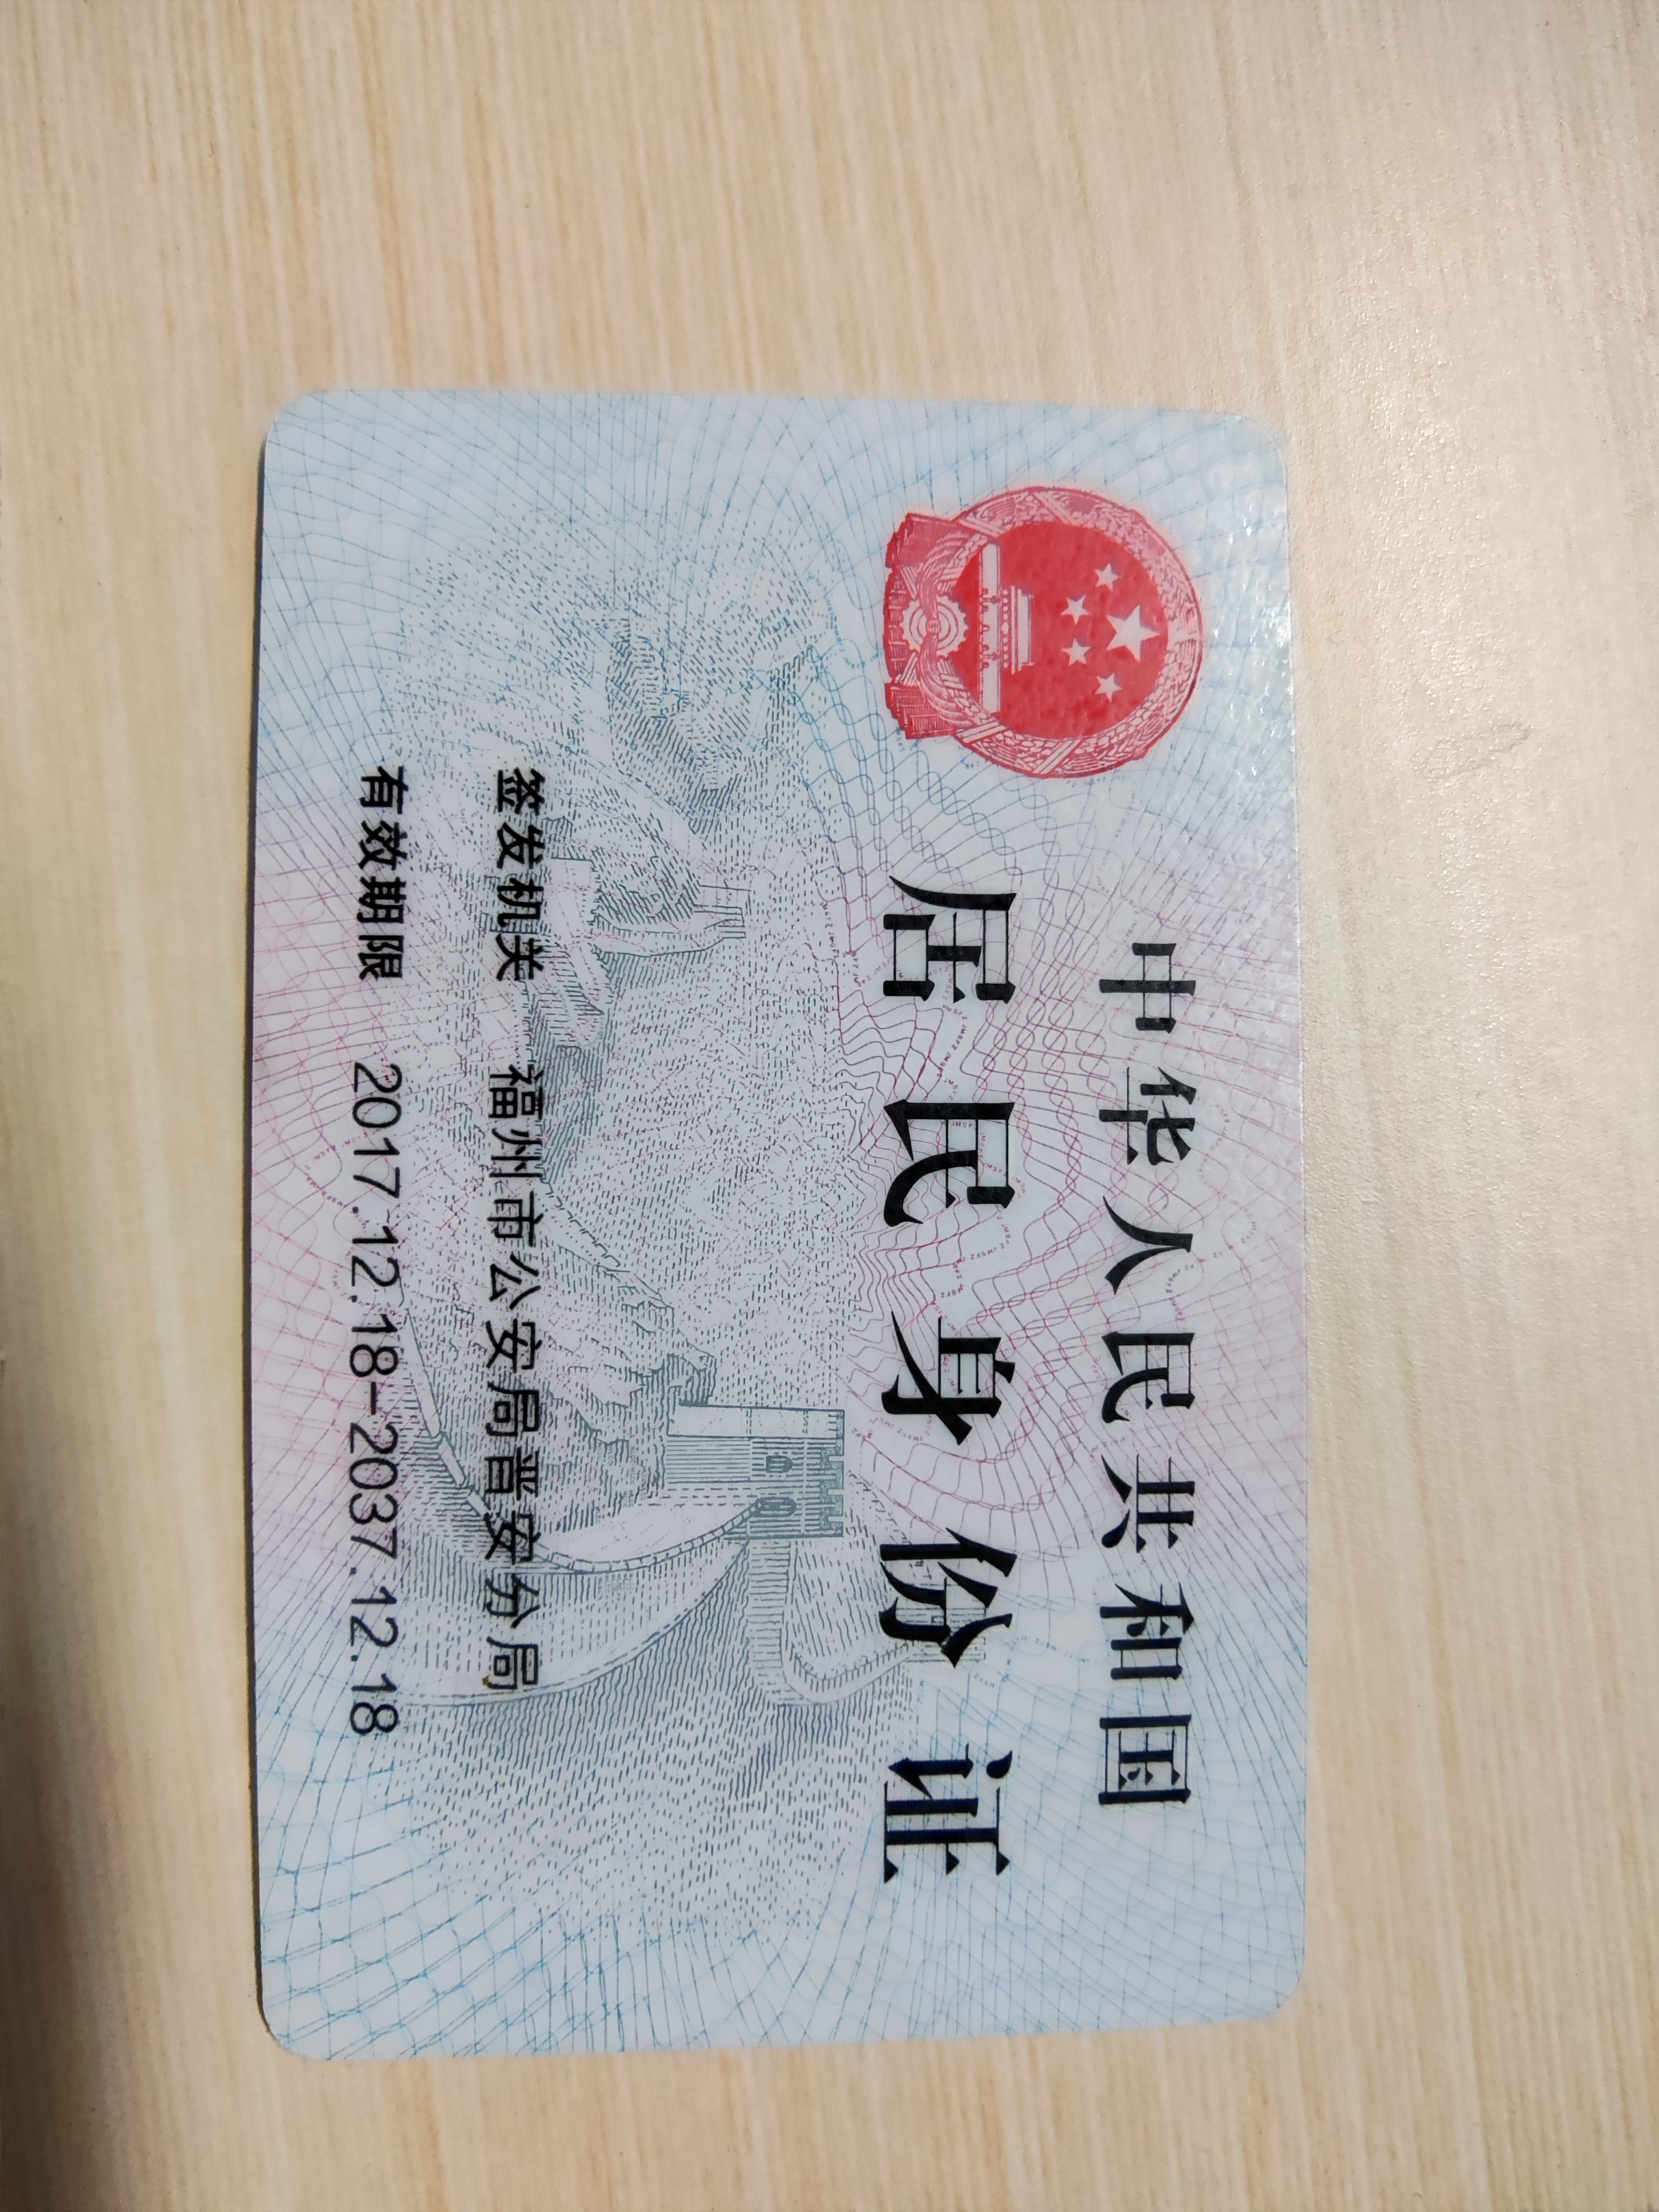 中华人民共和国
居民身份证
签发机关 福州市公安局晋安分局
有效期限 2017.12.18-2037.12.18